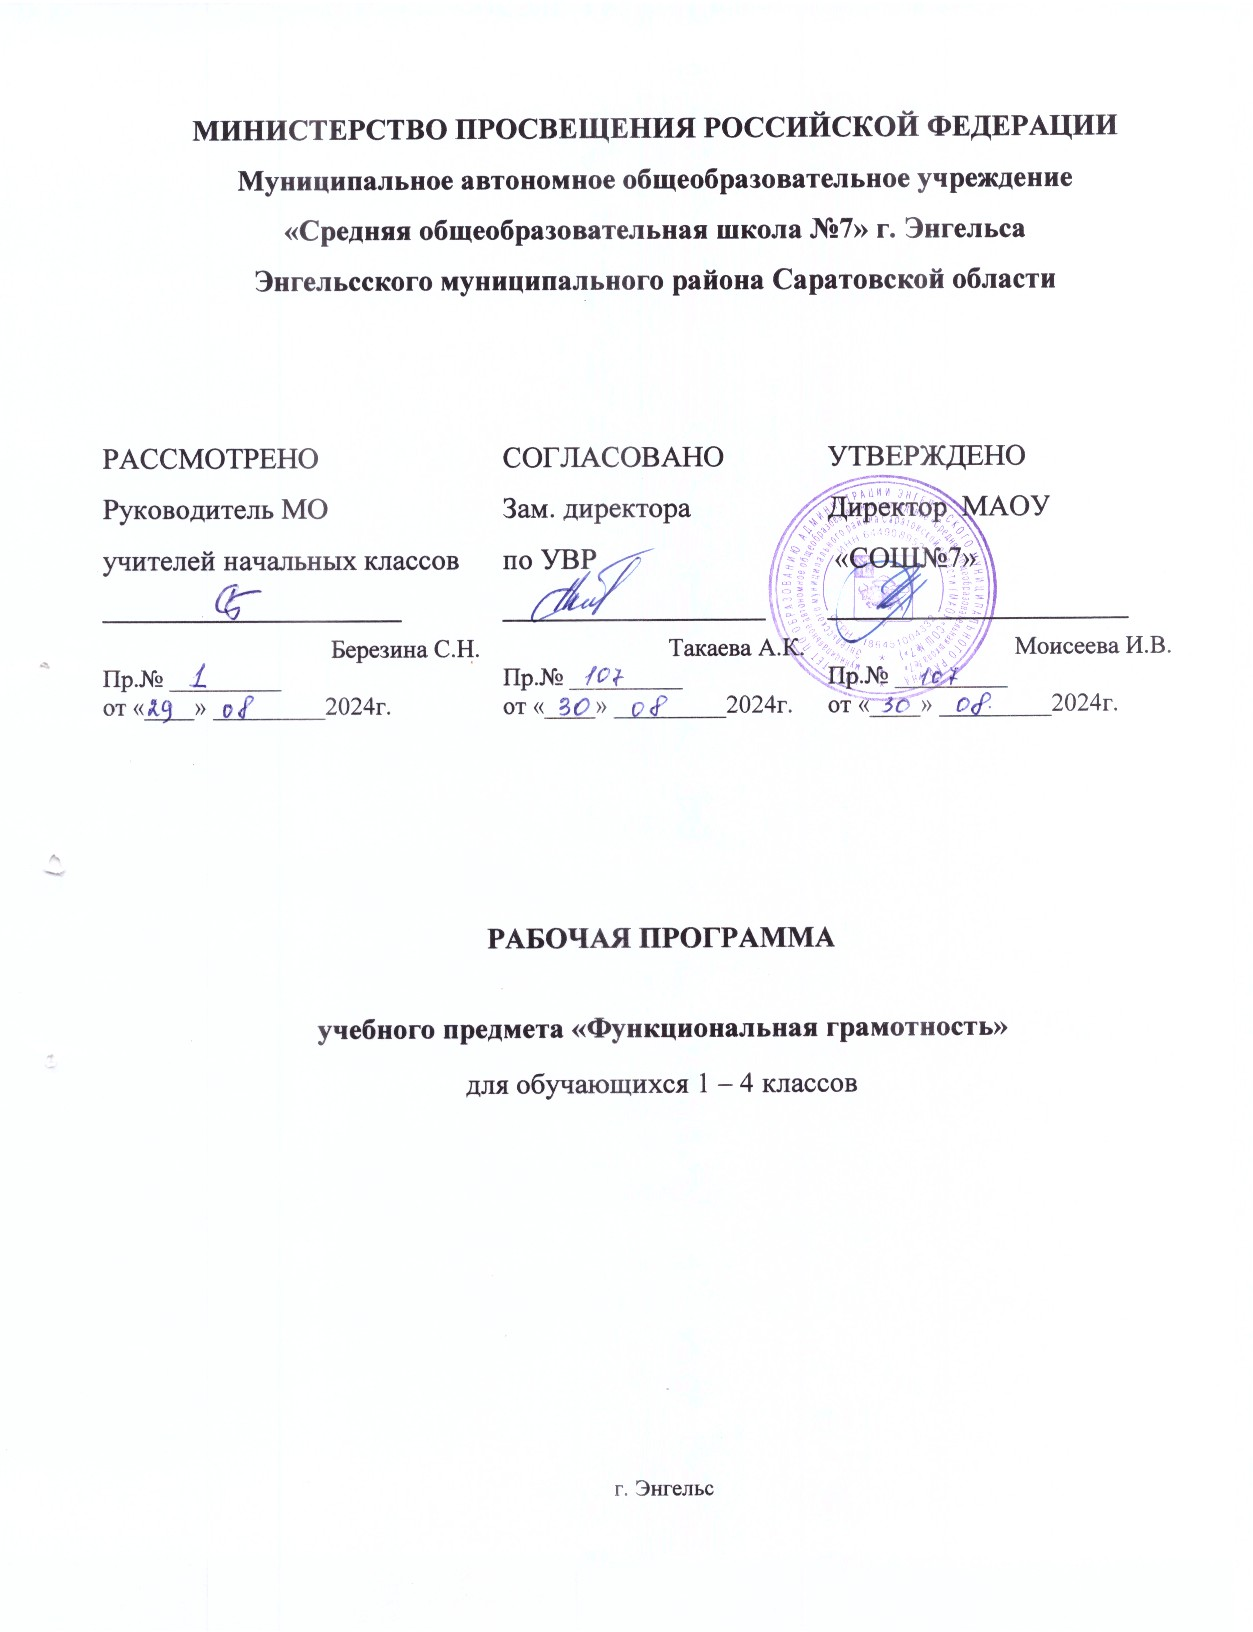 МИНИСТЕРСТВО ПРОСВЕЩЕНИЯ РОССИЙСКОЙ ФЕДЕРАЦИИ
Муниципальное автономное общеобразовательное учреждение
«Средняя общеобразовательная школа №7» г. Энгельса
Энгельсского муниципального района Саратовской области
РАССМОТРЕНО
Руководитель МО
учителей начальных классов
Березина С.Н.
Пр.№ 1
от «29» 08 2024г.
СОГЛАСОВАНО
Зам. директора
по УВР
Такаева А.К.
Пр.№ 107
от «30» 08 2024г.
УТВЕРЖДЕНО
Директор МАОУ
«СОШ№7»
Моисеева И.В.
Пр.№ 107
от «30» 08. 2024г.
РАБОЧАЯ ПРОГРАММА
учебного предмета «Функциональная грамотность»
для обучающихся 1 – 4 классов
г. Энгельс